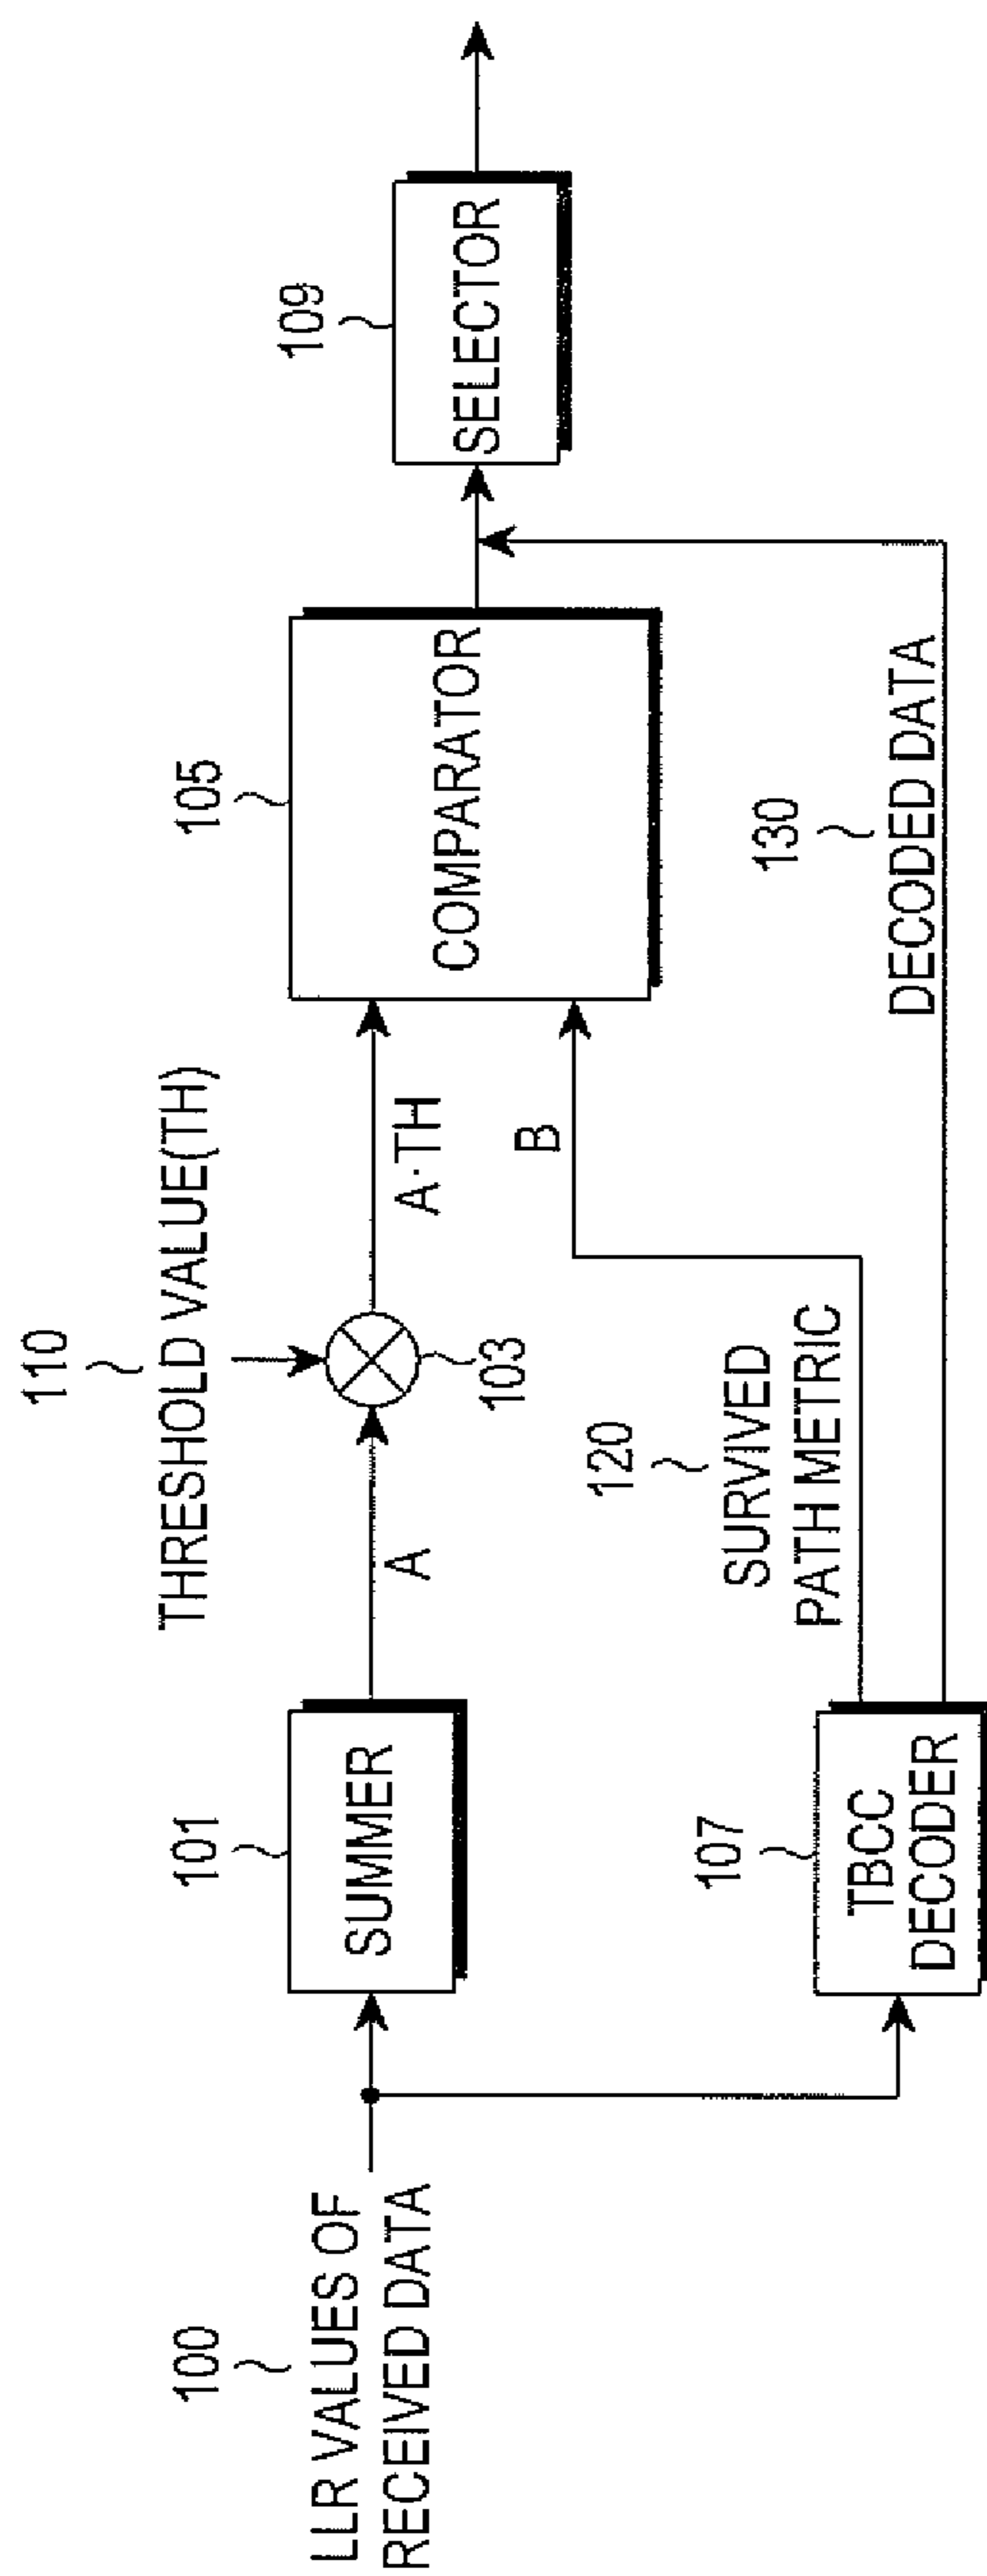 100
LLR VALUES OF
RECEIVED DATA
101
SUMMER
A
110
THRESHOLD VALUE(TH)
103
A·TH
105
COMPARATOR
109
SELECTOR
107
TBCC
DECODER
120
SURVIVED
PATH METRIC
B
130
DECODED DATA